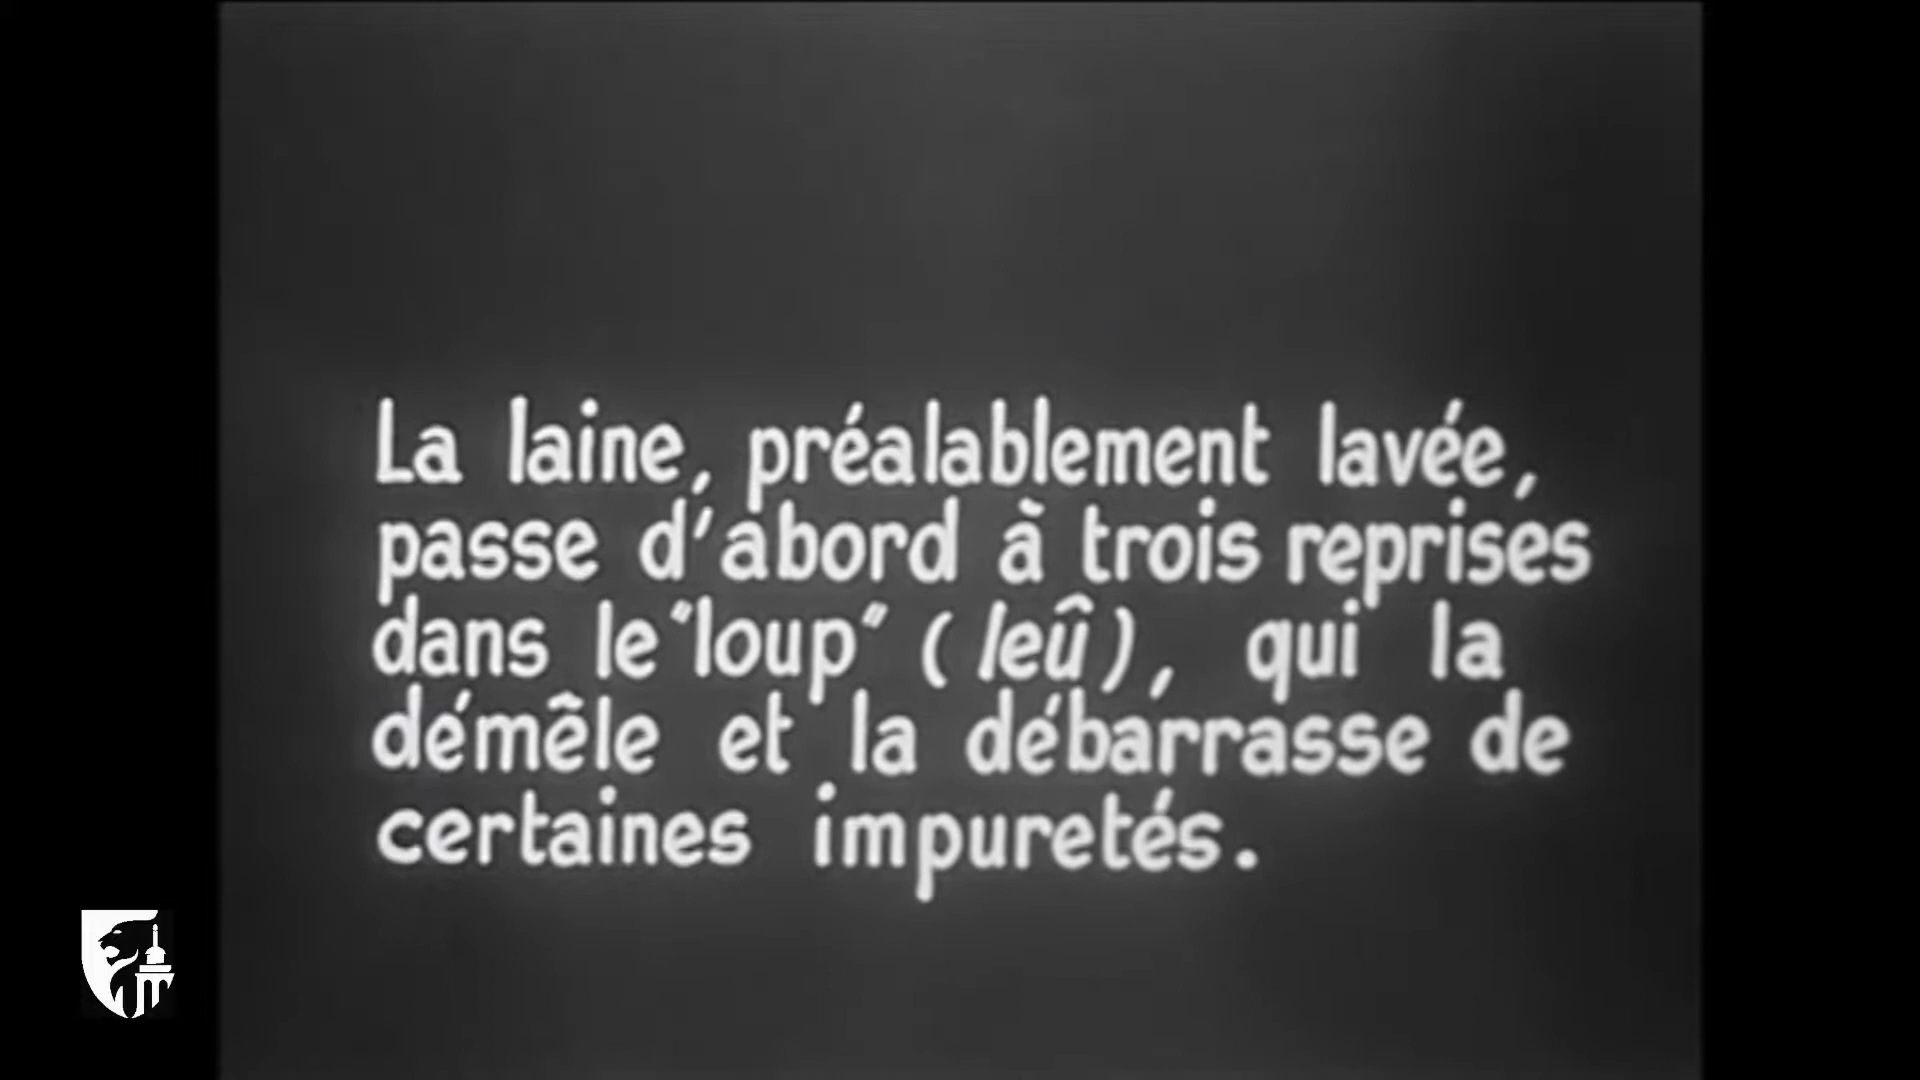 La laine, préalablement lavée,
passe d'abord à trois reprises
dans le "loup" (leû), qui la
démêle et la débarrasse de
certaines impuretés.